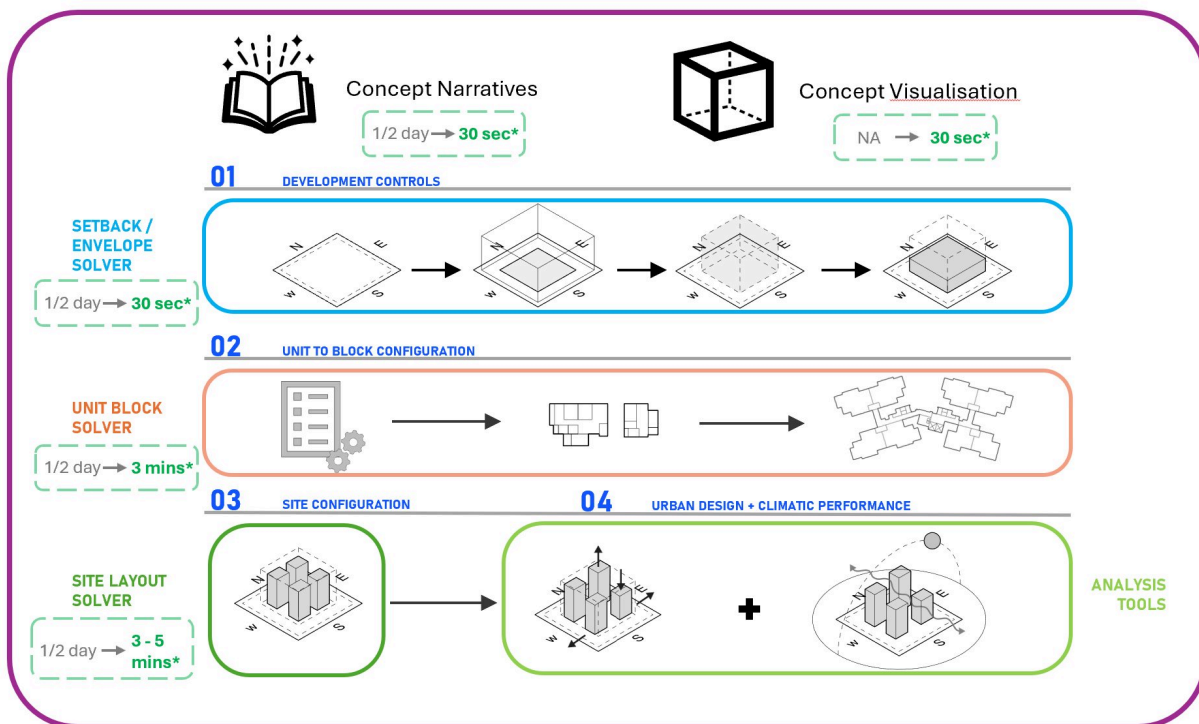 Concept Narratives
1/2 day → 30 sec*
Concept Visualisation
NA → 30 sec*
01 DEVELOPMENT CONTROLS
SETBACK /
ENVELOPE
SOLVER
1/2 day → 30 sec*
N E
W S
N E
W S
N E
W S
N E
W S
02 UNIT TO BLOCK CONFIGURATION
UNIT BLOCK
SOLVER
1/2 day → 3 mins*
03 SITE CONFIGURATION
04 URBAN DESIGN + CLIMATIC PERFORMANCE
SITE LAYOUT
SOLVER
1/2 day → 3 - 5
mins*
N E
W S
N E
W S
N E
W S
ANALYSIS
TOOLS